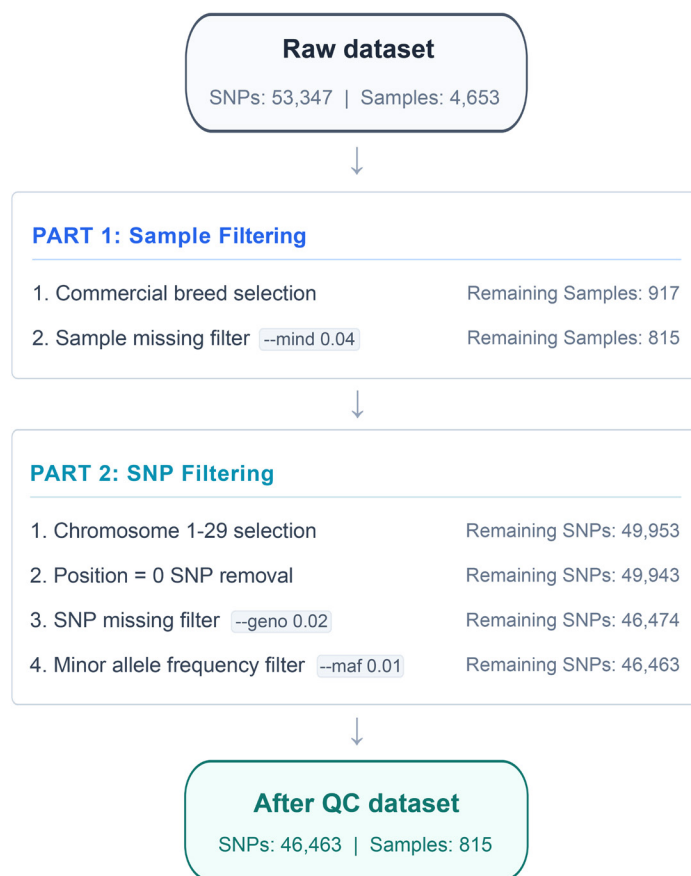 Raw dataset
SNPs: 53,347 | Samples: 4,653
↓
PART 1: Sample Filtering
1. Commercial breed selection Remaining Samples: 917
2. Sample missing filter --mind 0.04 Remaining Samples: 815
↓
PART 2: SNP Filtering
1. Chromosome 1-29 selection Remaining SNPs: 49,953
2. Position = 0 SNP removal Remaining SNPs: 49,943
3. SNP missing filter --geno 0.02 Remaining SNPs: 46,474
4. Minor allele frequency filter --maf 0.01 Remaining SNPs: 46,463
↓
After QC dataset
SNPs: 46,463 | Samples: 815